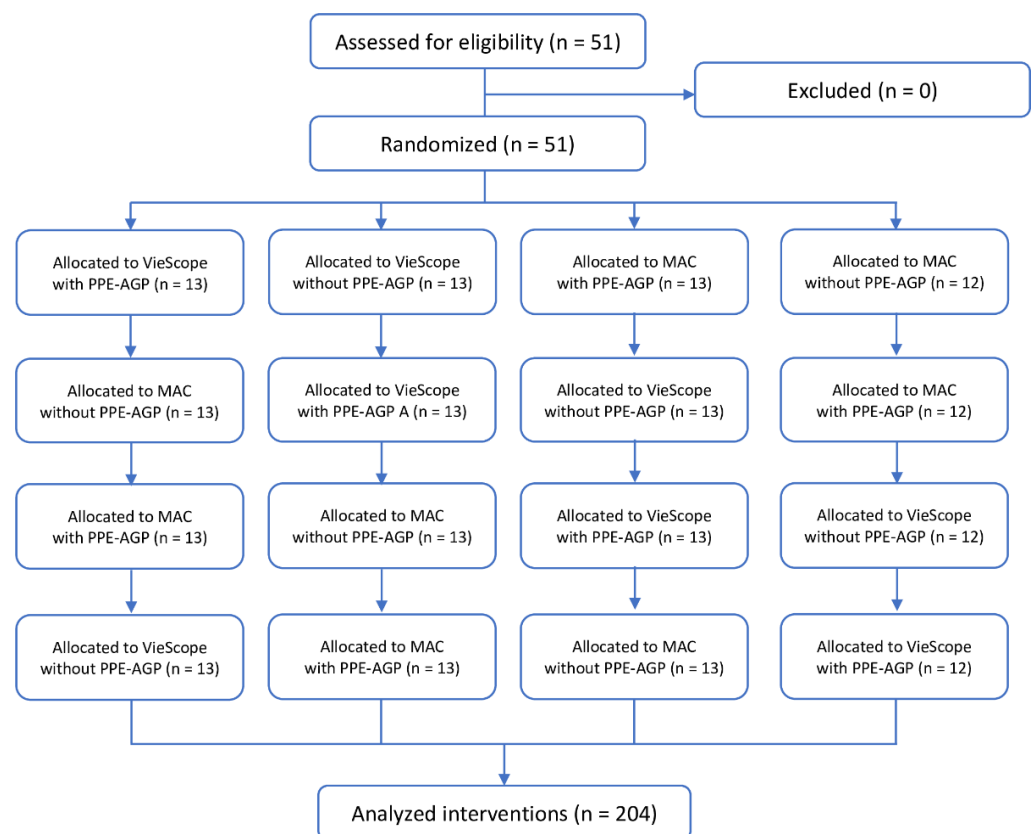 Assessed for eligibility (n = 51)
Excluded (n = 0)
Randomized (n = 51)
Allocated to VieScope
with PPE-AGP (n = 13)
Allocated to VieScope
without PPE-AGP (n = 13)
Allocated to MAC
with PPE-AGP (n = 13)
Allocated to MAC
without PPE-AGP (n = 12)
Allocated to MAC
without PPE-AGP (n = 13)
Allocated to VieScope
with PPE-AGP A (n = 13)
Allocated to VieScope
without PPE-AGP (n = 13)
Allocated to MAC
with PPE-AGP (n = 12)
Allocated to MAC
with PPE-AGP (n = 13)
Allocated to MAC
without PPE-AGP (n = 13)
Allocated to VieScope
with PPE-AGP (n = 13)
Allocated to VieScope
without PPE-AGP (n = 12)
Allocated to VieScope
without PPE-AGP (n = 13)
Allocated to MAC
with PPE-AGP (n = 13)
Allocated to MAC
without PPE-AGP (n = 13)
Allocated to VieScope
with PPE-AGP (n = 12)
Analyzed interventions (n = 204)